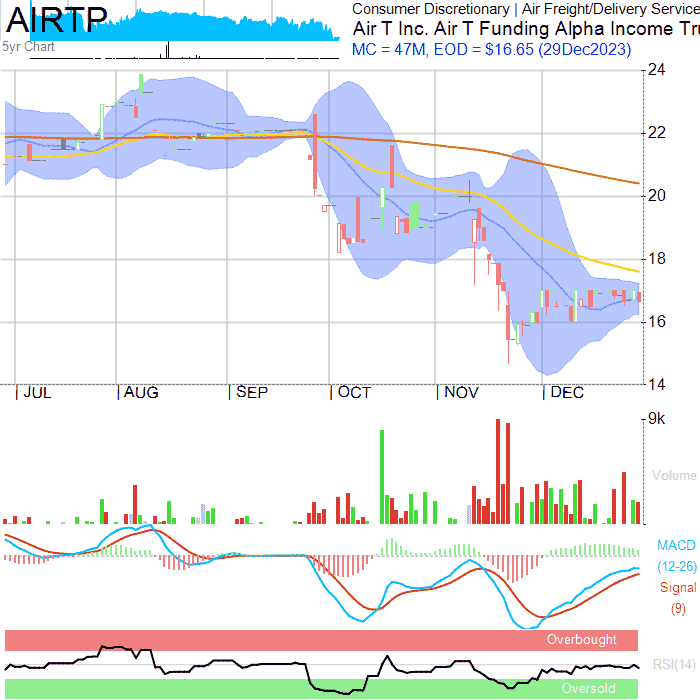 AIRTP
5yr Chart
Consumer Discretionary | Air Freight/Delivery Service
Air T Inc. Air T Funding Alpha Income Tru
MC = 47M, EOD = $16.65 (29Dec2023)
24
22
20
18
16
14
JUL AUG SEP OCT NOV DEC
9k
Volume
MACD
(12-26)
Signal
(9)
Overbought
RSI(14)
Oversold